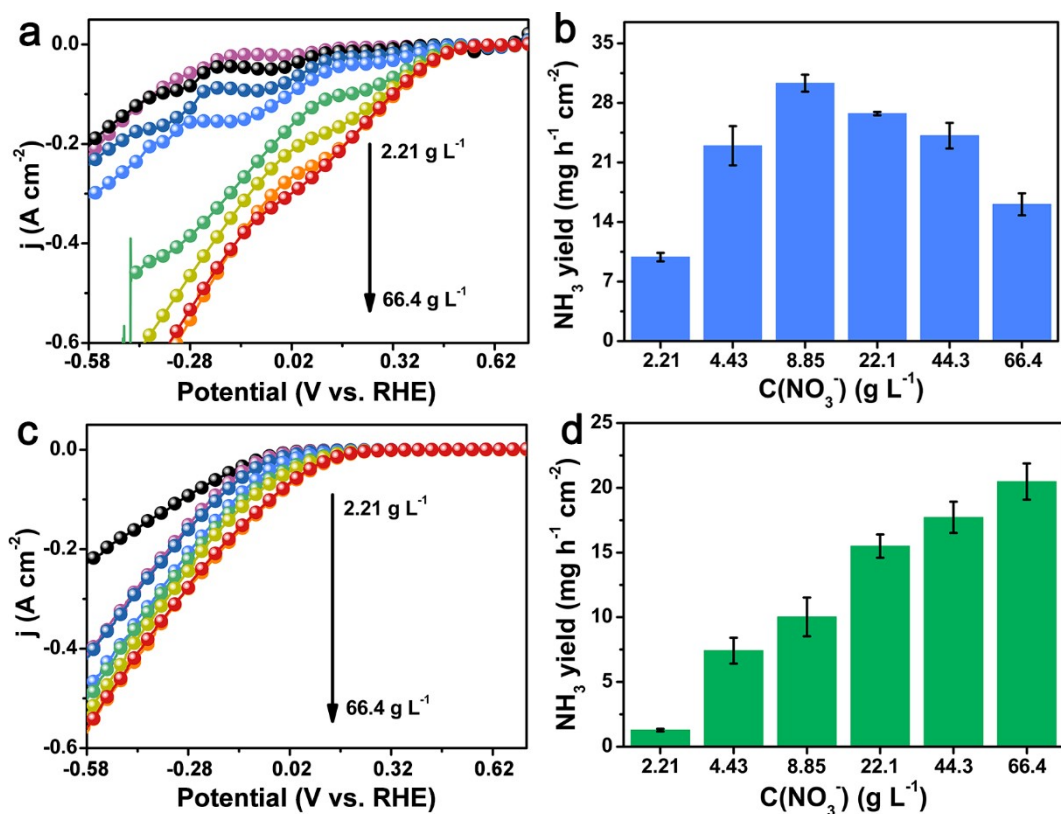 a
0.0
-0.2
-0.4
-0.6
j (A cm⁻²)
2.21 g L⁻¹
66.4 g L⁻¹
-0.58 -0.28 0.02 0.32 0.62
Potential (V vs. RHE)
b
35
28
21
14
7
0
NH₃ yield (mg h⁻¹ cm⁻²)
2.21 4.43 8.85 22.1 44.3 66.4
C(NO₃⁻) (g L⁻¹)
c
0.0
-0.2
-0.4
-0.6
j (A cm⁻²)
2.21 g L⁻¹
66.4 g L⁻¹
-0.58 -0.28 0.02 0.32 0.62
Potential (V vs. RHE)
d
25
20
15
10
5
0
NH₃ yield (mg h⁻¹ cm⁻²)
2.21 4.43 8.85 22.1 44.3 66.4
C(NO₃⁻) (g L⁻¹)